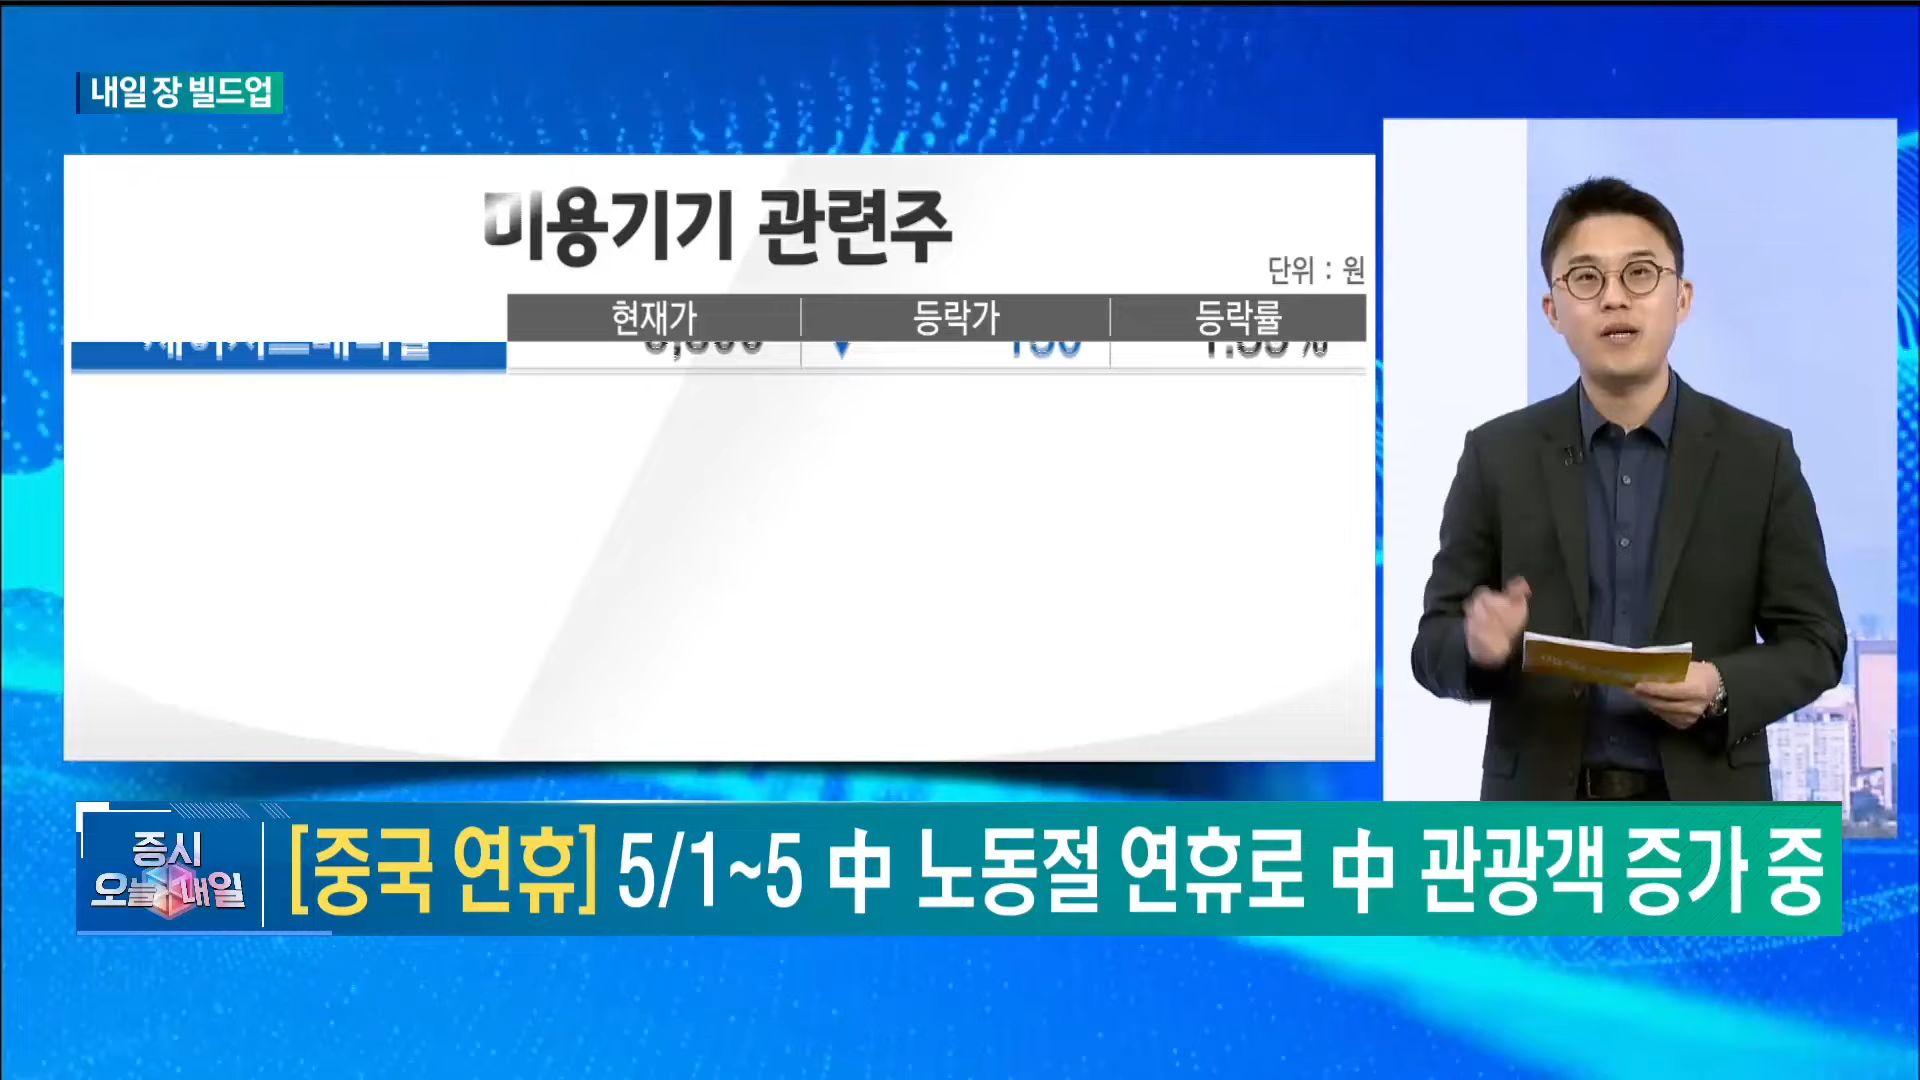 내일 장 빌드업
미용기기 관련주
단위 : 원
현재가 등락가 등락률
증시
오늘 내일
[중국 연휴] 5/1~5 中 노동절 연휴로 中 관광객 증가 중